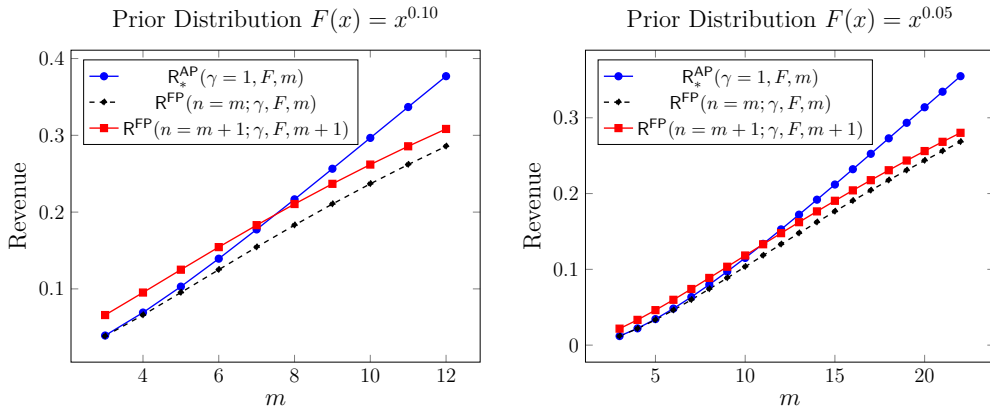 Prior Distribution F(x) = x^{0.10}
0.4
0.3
0.2
0.1
Revenue
R_*^{AP}(γ = 1, F, m)
R^{FP}(n = m; γ, F, m)
R^{FP}(n = m + 1; γ, F, m + 1)
4 6 8 10 12
m
Prior Distribution F(x) = x^{0.05}
0.3
0.2
0.1
0
Revenue
R_*^{AP}(γ = 1, F, m)
R^{FP}(n = m; γ, F, m)
R^{FP}(n = m + 1; γ, F, m + 1)
5 10 15 20
m